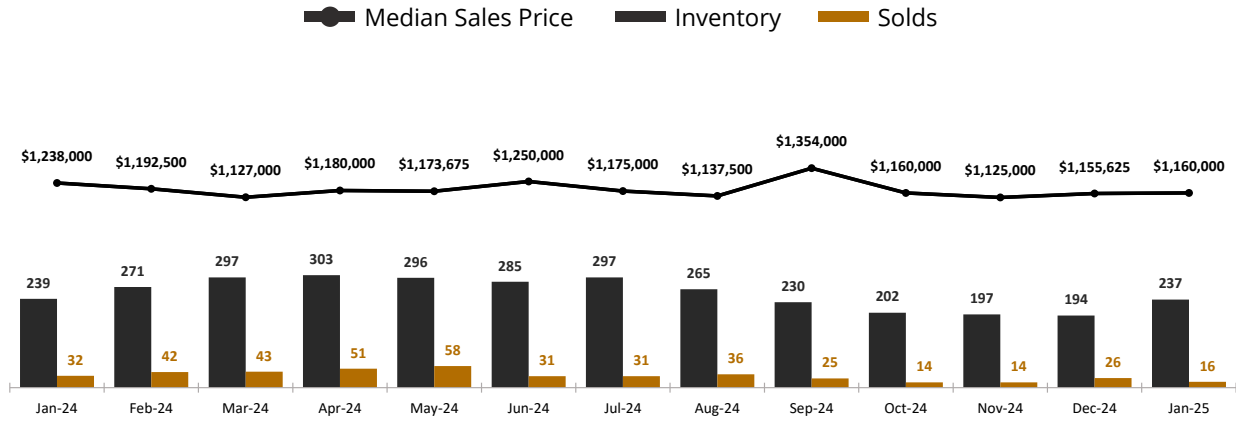 Median Sales Price Inventory Solds
$1,238,000 $1,192,500 $1,127,000 $1,180,000 $1,173,675 $1,250,000 $1,175,000 $1,137,500 $1,354,000 $1,160,000 $1,125,000 $1,155,625 $1,160,000
239 271 297 303 296 285 297 265 230 202 197 194 237
32 42 43 51 58 31 31 36 25 14 14 26 16
Jan-24 Feb-24 Mar-24 Apr-24 May-24 Jun-24 Jul-24 Aug-24 Sep-24 Oct-24 Nov-24 Dec-24 Jan-25